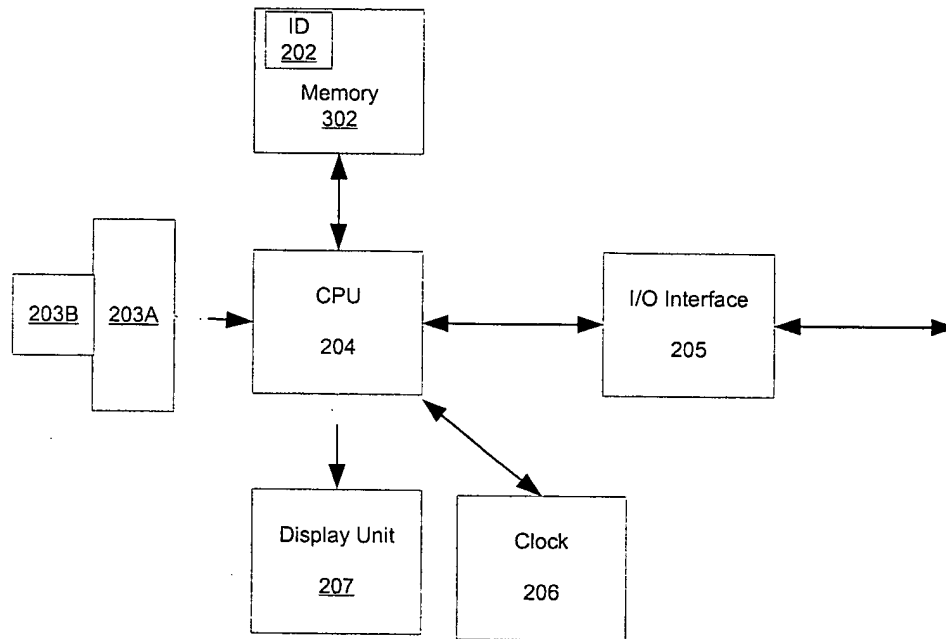 ID
202
Memory
302
203B
203A
CPU
204
I/O Interface
205
Display Unit
207
Clock
206